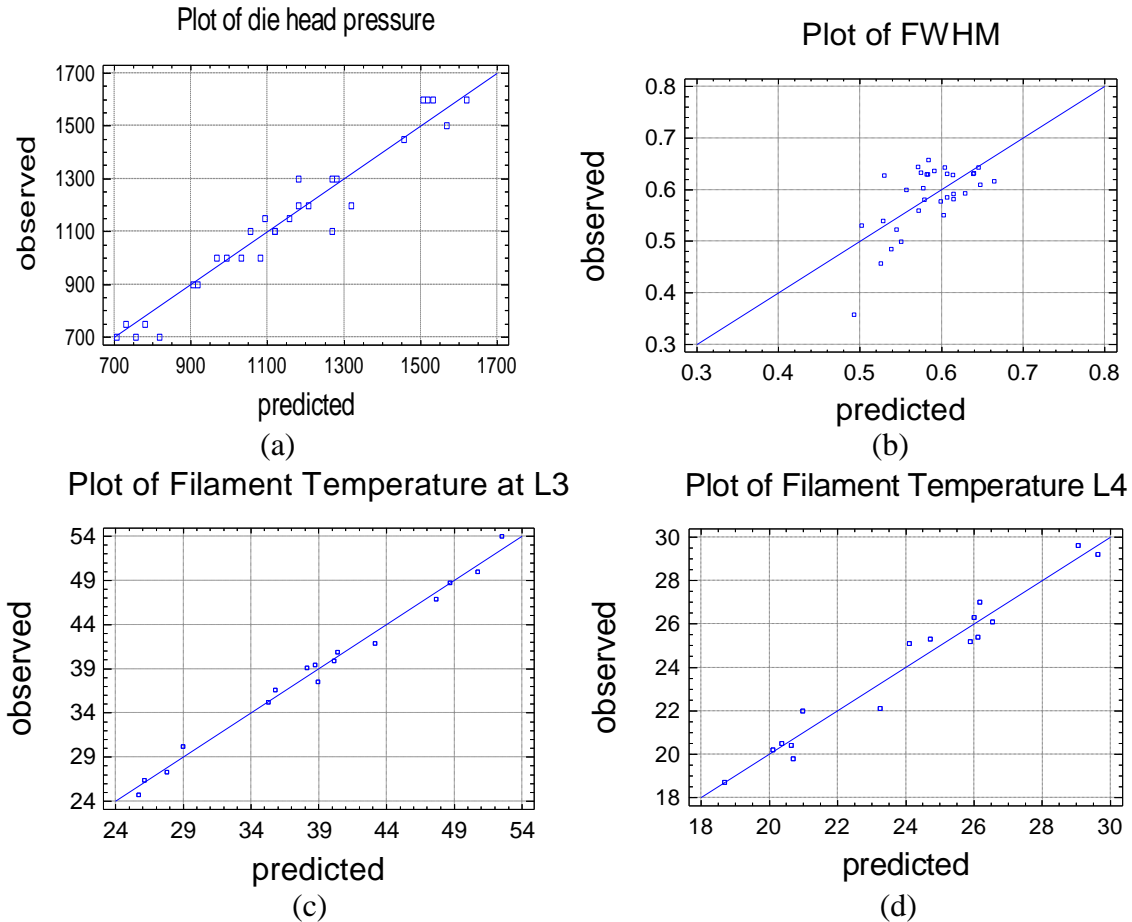 Plot of die head pressure
1700
1500
1300
1100
900
700
observed
700 900 1100 1300 1500 1700
predicted
(a)
Plot of FWHM
0.8
0.7
0.6
0.5
0.4
0.3
observed
0.3 0.4 0.5 0.6 0.7 0.8
predicted
(b)
Plot of Filament Temperature at L3
54
49
44
39
34
29
24
observed
24 29 34 39 44 49 54
predicted
(c)
Plot of Filament Temperature L4
30
28
26
24
22
20
18
observed
18 20 22 24 26 28 30
predicted
(d)